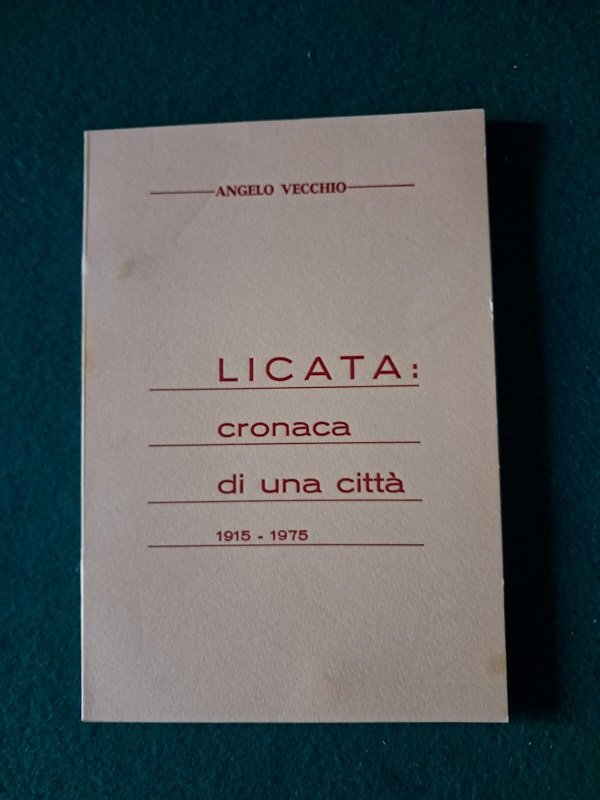 ANGELO VECCHIO
LICATA:
cronaca
di una città
1915 - 1975